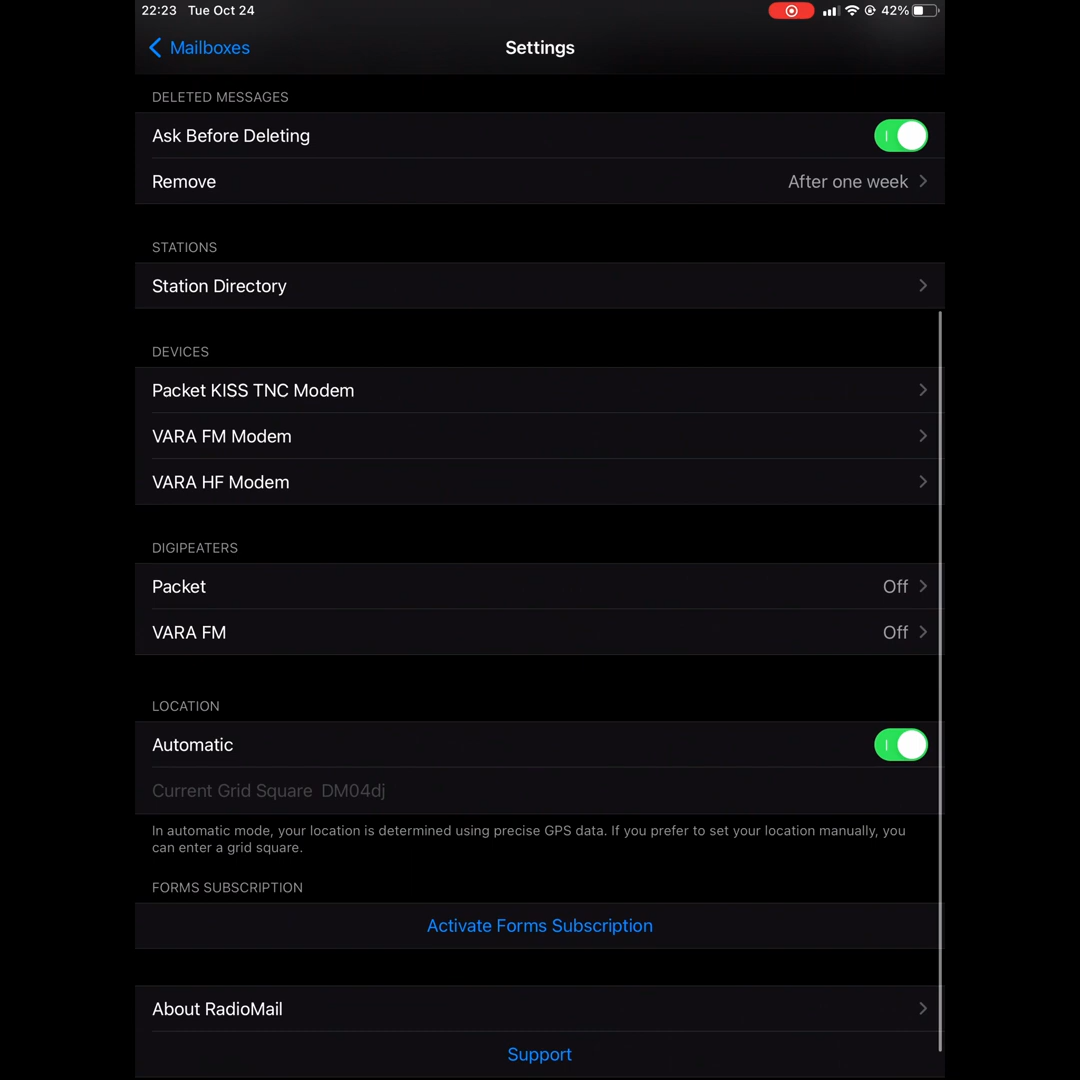 22:23 Tue Oct 24 42%
Mailboxes Settings
DELETED MESSAGES
Ask Before Deleting
Remove After one week
STATIONS
Station Directory
DEVICES
Packet KISS TNC Modem
VARA FM Modem
VARA HF Modem
DIGIPEATERS
Packet Off
VARA FM Off
LOCATION
Automatic
Current Grid Square DM04dj
In automatic mode, your location is determined using precise GPS data. If you prefer to set your location manually, you
can enter a grid square.
FORMS SUBSCRIPTION
Activate Forms Subscription
About RadioMail
Support